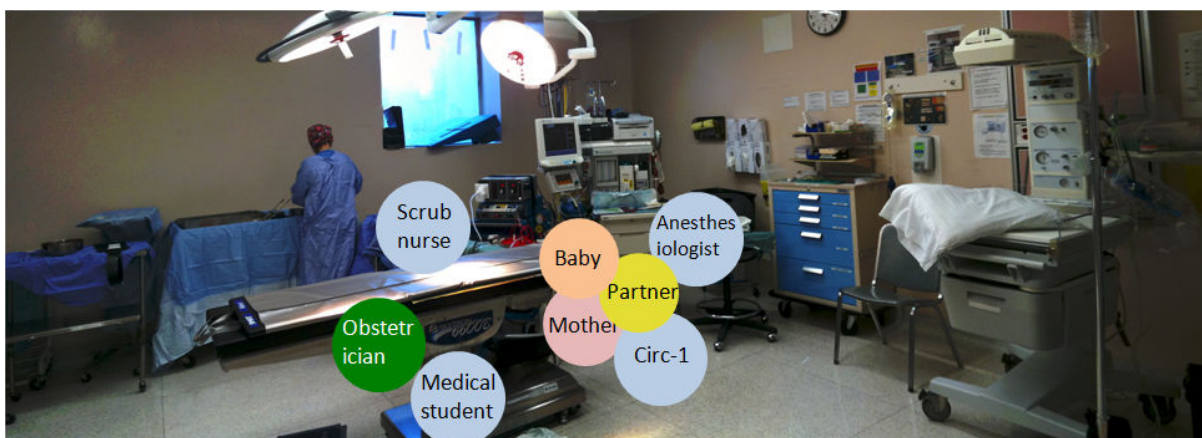 Scrub
nurse
Anesthes
iologist
Baby
Partner
Mother
Obstetr
ician
Circ-1
Medical
student